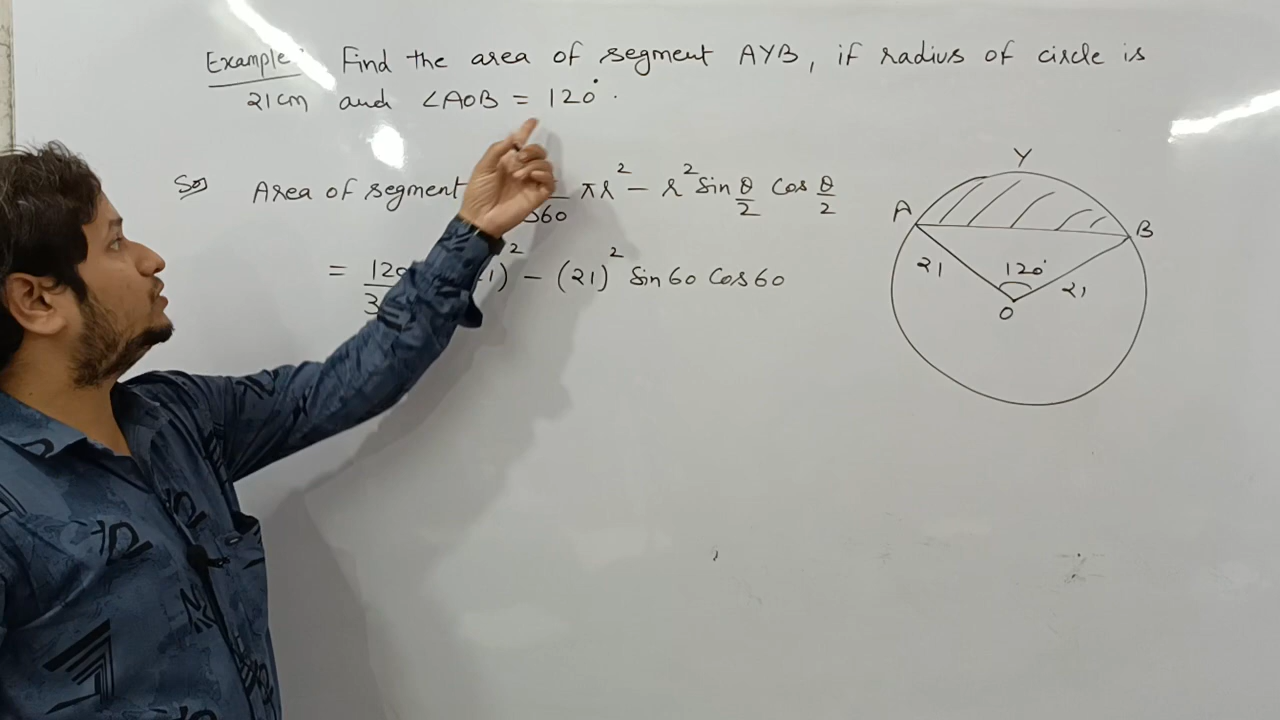 Example: Find the area of segment AYB, if radius of circle is
21cm and ∠AOB = 120°.
Sol Area of segment 360 πr² - r² Sin θ/2 Cos θ/2
= 120 1)² - (21)² Sin 60 Cos 60
Y
A
B
21
120°
21
O